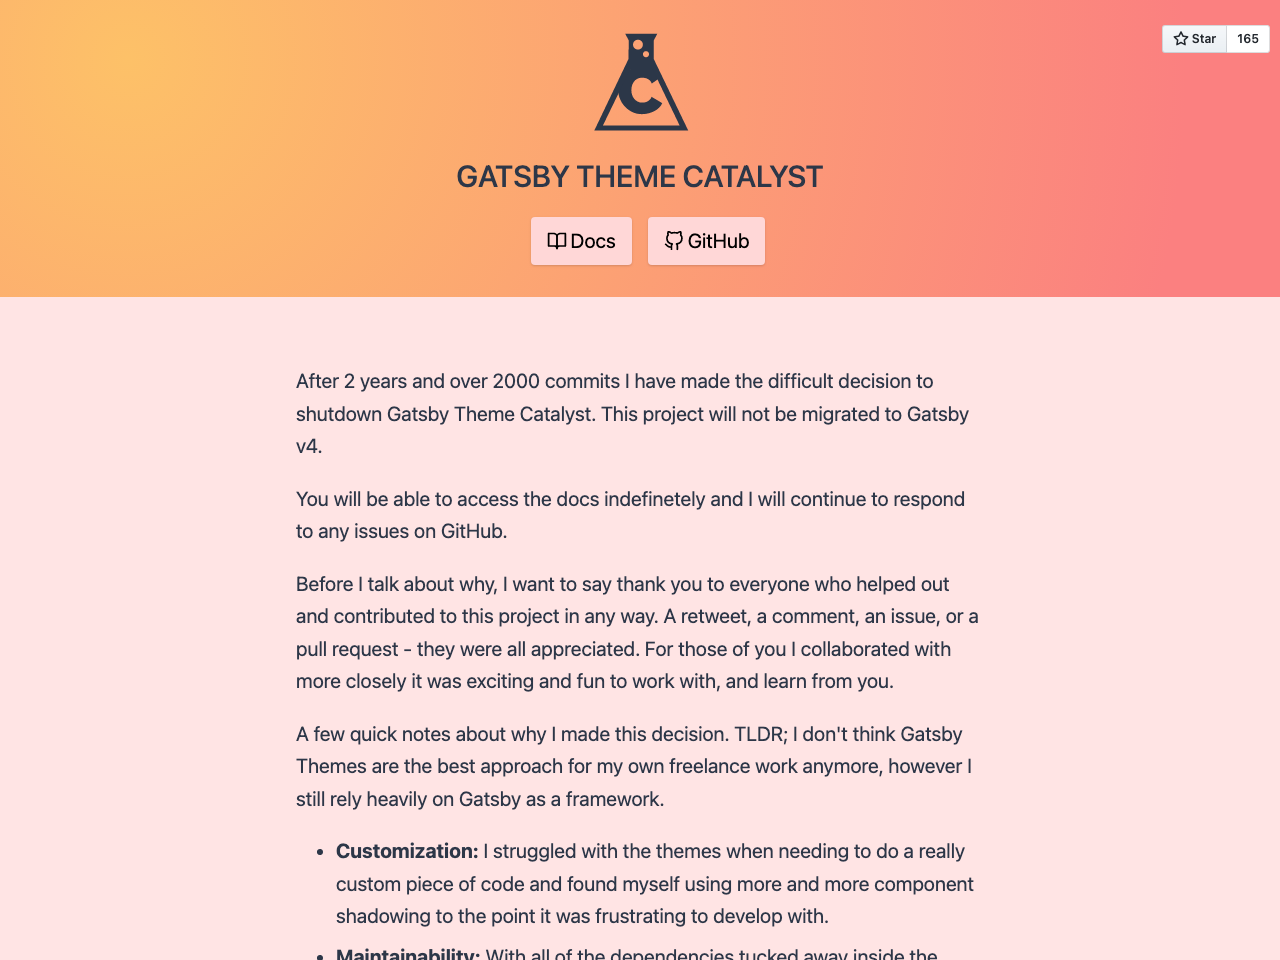 Star 165
C
GATSBY THEME CATALYST
Docs GitHub
After 2 years and over 2000 commits I have made the difficult decision to
shutdown Gatsby Theme Catalyst. This project will not be migrated to Gatsby
v4.
You will be able to access the docs indefinetely and I will continue to respond
to any issues on GitHub.
Before I talk about why, I want to say thank you to everyone who helped out
and contributed to this project in any way. A retweet, a comment, an issue, or a
pull request - they were all appreciated. For those of you I collaborated with
more closely it was exciting and fun to work with, and learn from you.
A few quick notes about why I made this decision. TLDR; I don't think Gatsby
Themes are the best approach for my own freelance work anymore, however I
still rely heavily on Gatsby as a framework.
• Customization: I struggled with the themes when needing to do a really
custom piece of code and found myself using more and more component
shadowing to the point it was frustrating to develop with.
• Maintainability: With all of the dependencies tucked away inside the